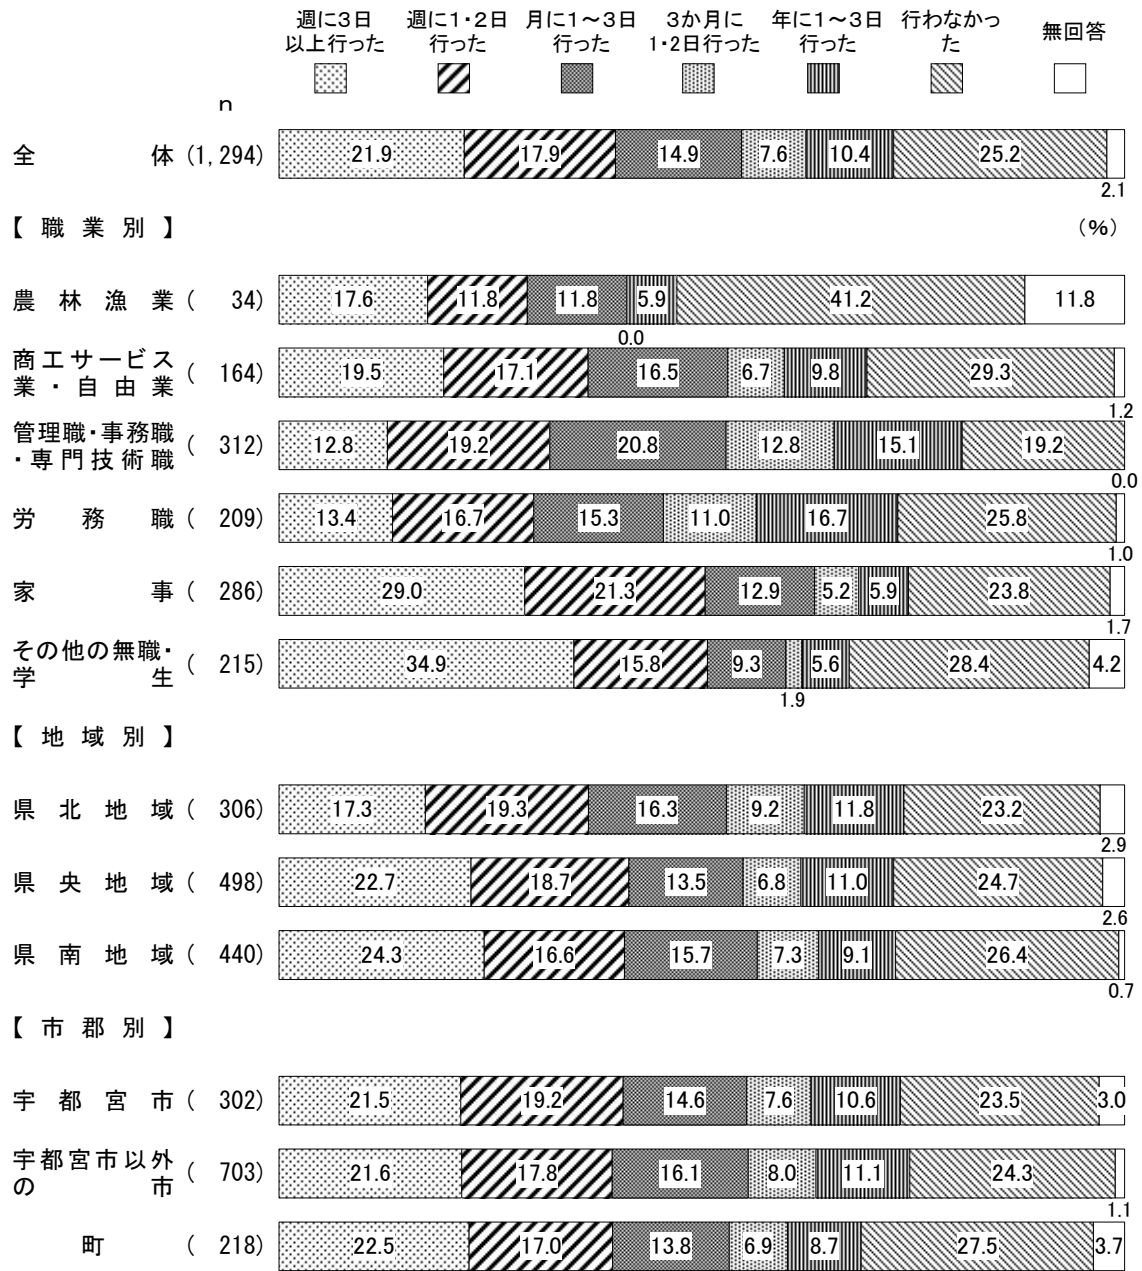 週に3日 週に1・2日 月に1～3日 3か月に 年に1～3日 行わなかっ 無回答
以上行った 行った 行った 1・2日行った 行った た
n
全体 (1,294) 21.9 17.9 14.9 7.6 10.4 25.2
2.1
【職業別】 (%)
農林漁業 ( 34) 17.6 11.8 11.8 5.9 41.2 11.8
0.0
商工サービス
業・自由業 ( 164) 19.5 17.1 16.5 6.7 9.8 29.3
1.2
管理職・事務職
・専門技術職 ( 312) 12.8 19.2 20.8 12.8 15.1 19.2
0.0
労務職 ( 209) 13.4 16.7 15.3 11.0 16.7 25.8
1.0
家事 ( 286) 29.0 21.3 12.9 5.2 5.9 23.8
1.7
その他の無職・
学生 ( 215) 34.9 15.8 9.3 5.6 28.4 4.2
1.9
【地域別】
県北地域 ( 306) 17.3 19.3 16.3 9.2 11.8 23.2
2.9
県央地域 ( 498) 22.7 18.7 13.5 6.8 11.0 24.7
2.6
県南地域 ( 440) 24.3 16.6 15.7 7.3 9.1 26.4
0.7
【市郡別】
宇都宮市 ( 302) 21.5 19.2 14.6 7.6 10.6 23.5 3.0
宇都宮市以外
の市 ( 703) 21.6 17.8 16.1 8.0 11.1 24.3
1.1
町 ( 218) 22.5 17.0 13.8 6.9 8.7 27.5 3.7